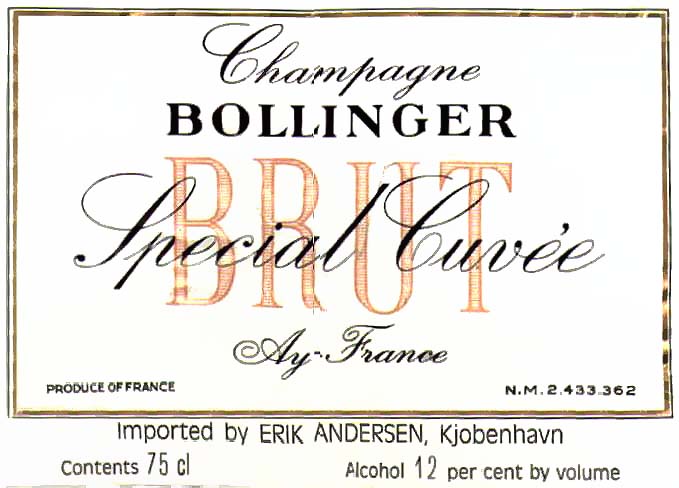 Champagne
BOLLINGER
BRUT
Special Cuvée
Ay-France
PRODUCE OF FRANCE
N.M. 2.433.362
Imported by ERIK ANDERSEN, Kjobenhavn
Contents 75 cl
Alcohol 12 per cent by volume